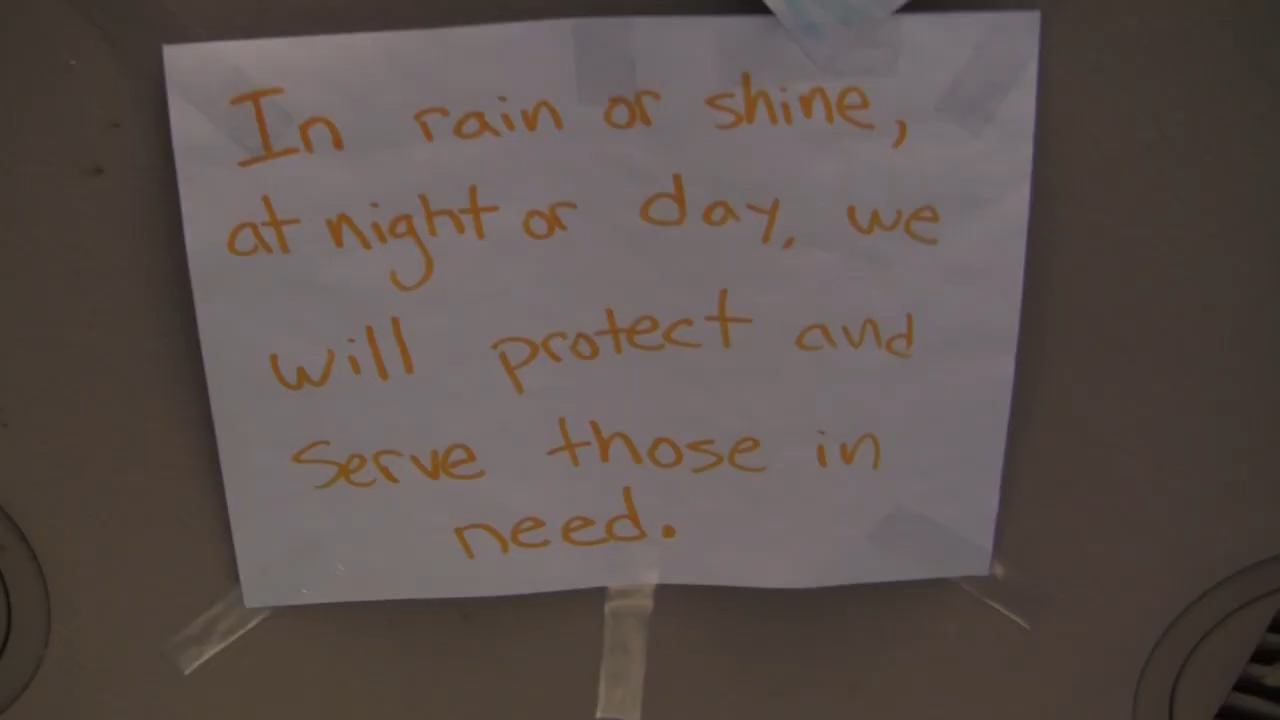 In rain or shine,
at night or day, we
will protect and
serve those in
need.